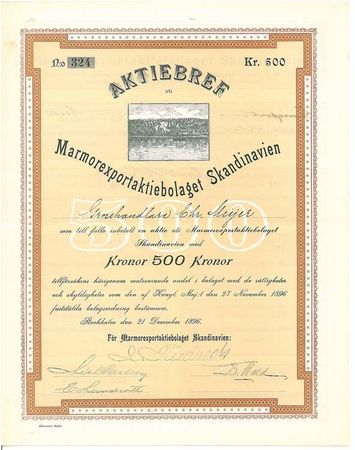 No 324
Kr. 500
AKTIEBREF
uti
Marmorexportaktiebolaget Skandinavien
500
Grosshandlare Chr. Meijer
som till fullo inbetalt en aktie uti Marmorexportaktiebolaget
Skandinavien med
Kronor 500 Kronor
tillförsäkras härigenom motsvarande andel i bolaget med de rättigheter
och skyldigheter som den af Kongl. Maj:t den 27 November 1896
fastställda bolagsordning bestämmer.
Stockholm den 21 December 1896.
För Marmorexportaktiebolaget Skandinavien: